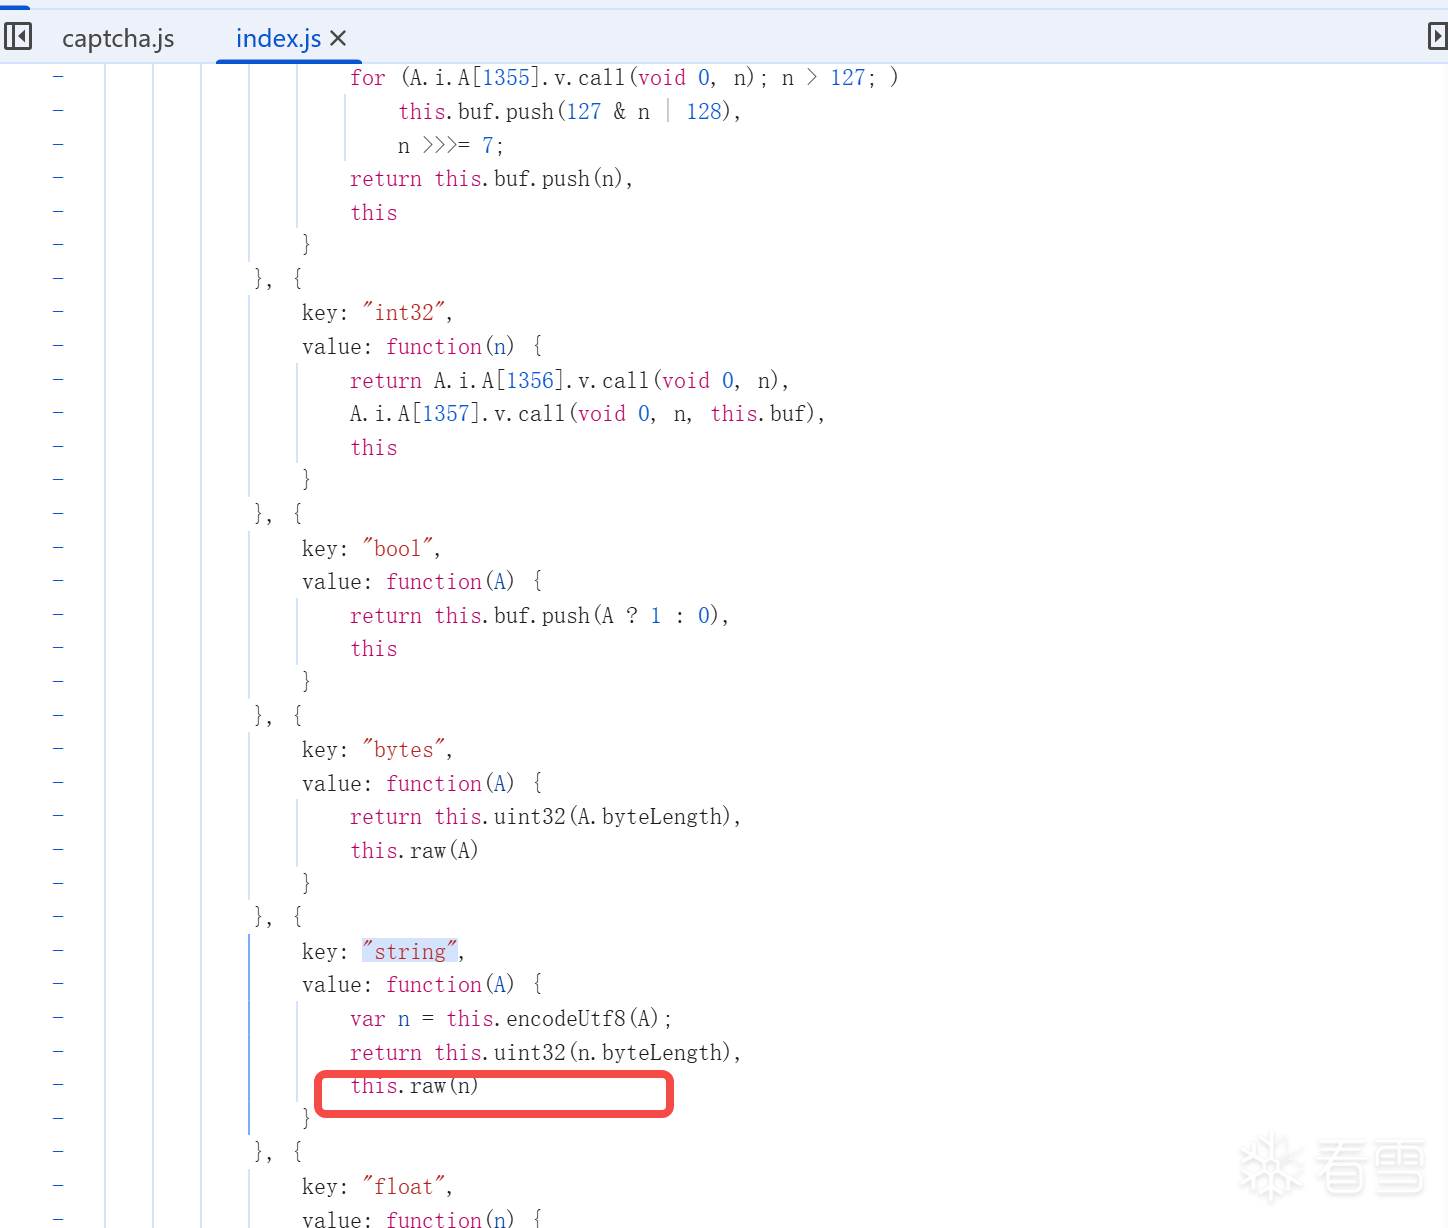 captcha.js index.js
for (A.i.A[1355].v.call(void 0, n); n > 127; )
this.buf.push(127 & n | 128),
n >>>= 7;
return this.buf.push(n),
this
}
}, {
key: "int32",
value: function(n) {
return A.i.A[1356].v.call(void 0, n),
A.i.A[1357].v.call(void 0, n, this.buf),
this
}
}, {
key: "bool",
value: function(A) {
return this.buf.push(A ? 1 : 0),
this
}
}, {
key: "bytes",
value: function(A) {
return this.uint32(A.byteLength),
this.raw(A)
}
}, {
key: "string",
value: function(A) {
var n = this.encodeUtf8(A);
return this.uint32(n.byteLength),
this.raw(n)
}
}, {
key: "float",
value: function(n) {
看雪